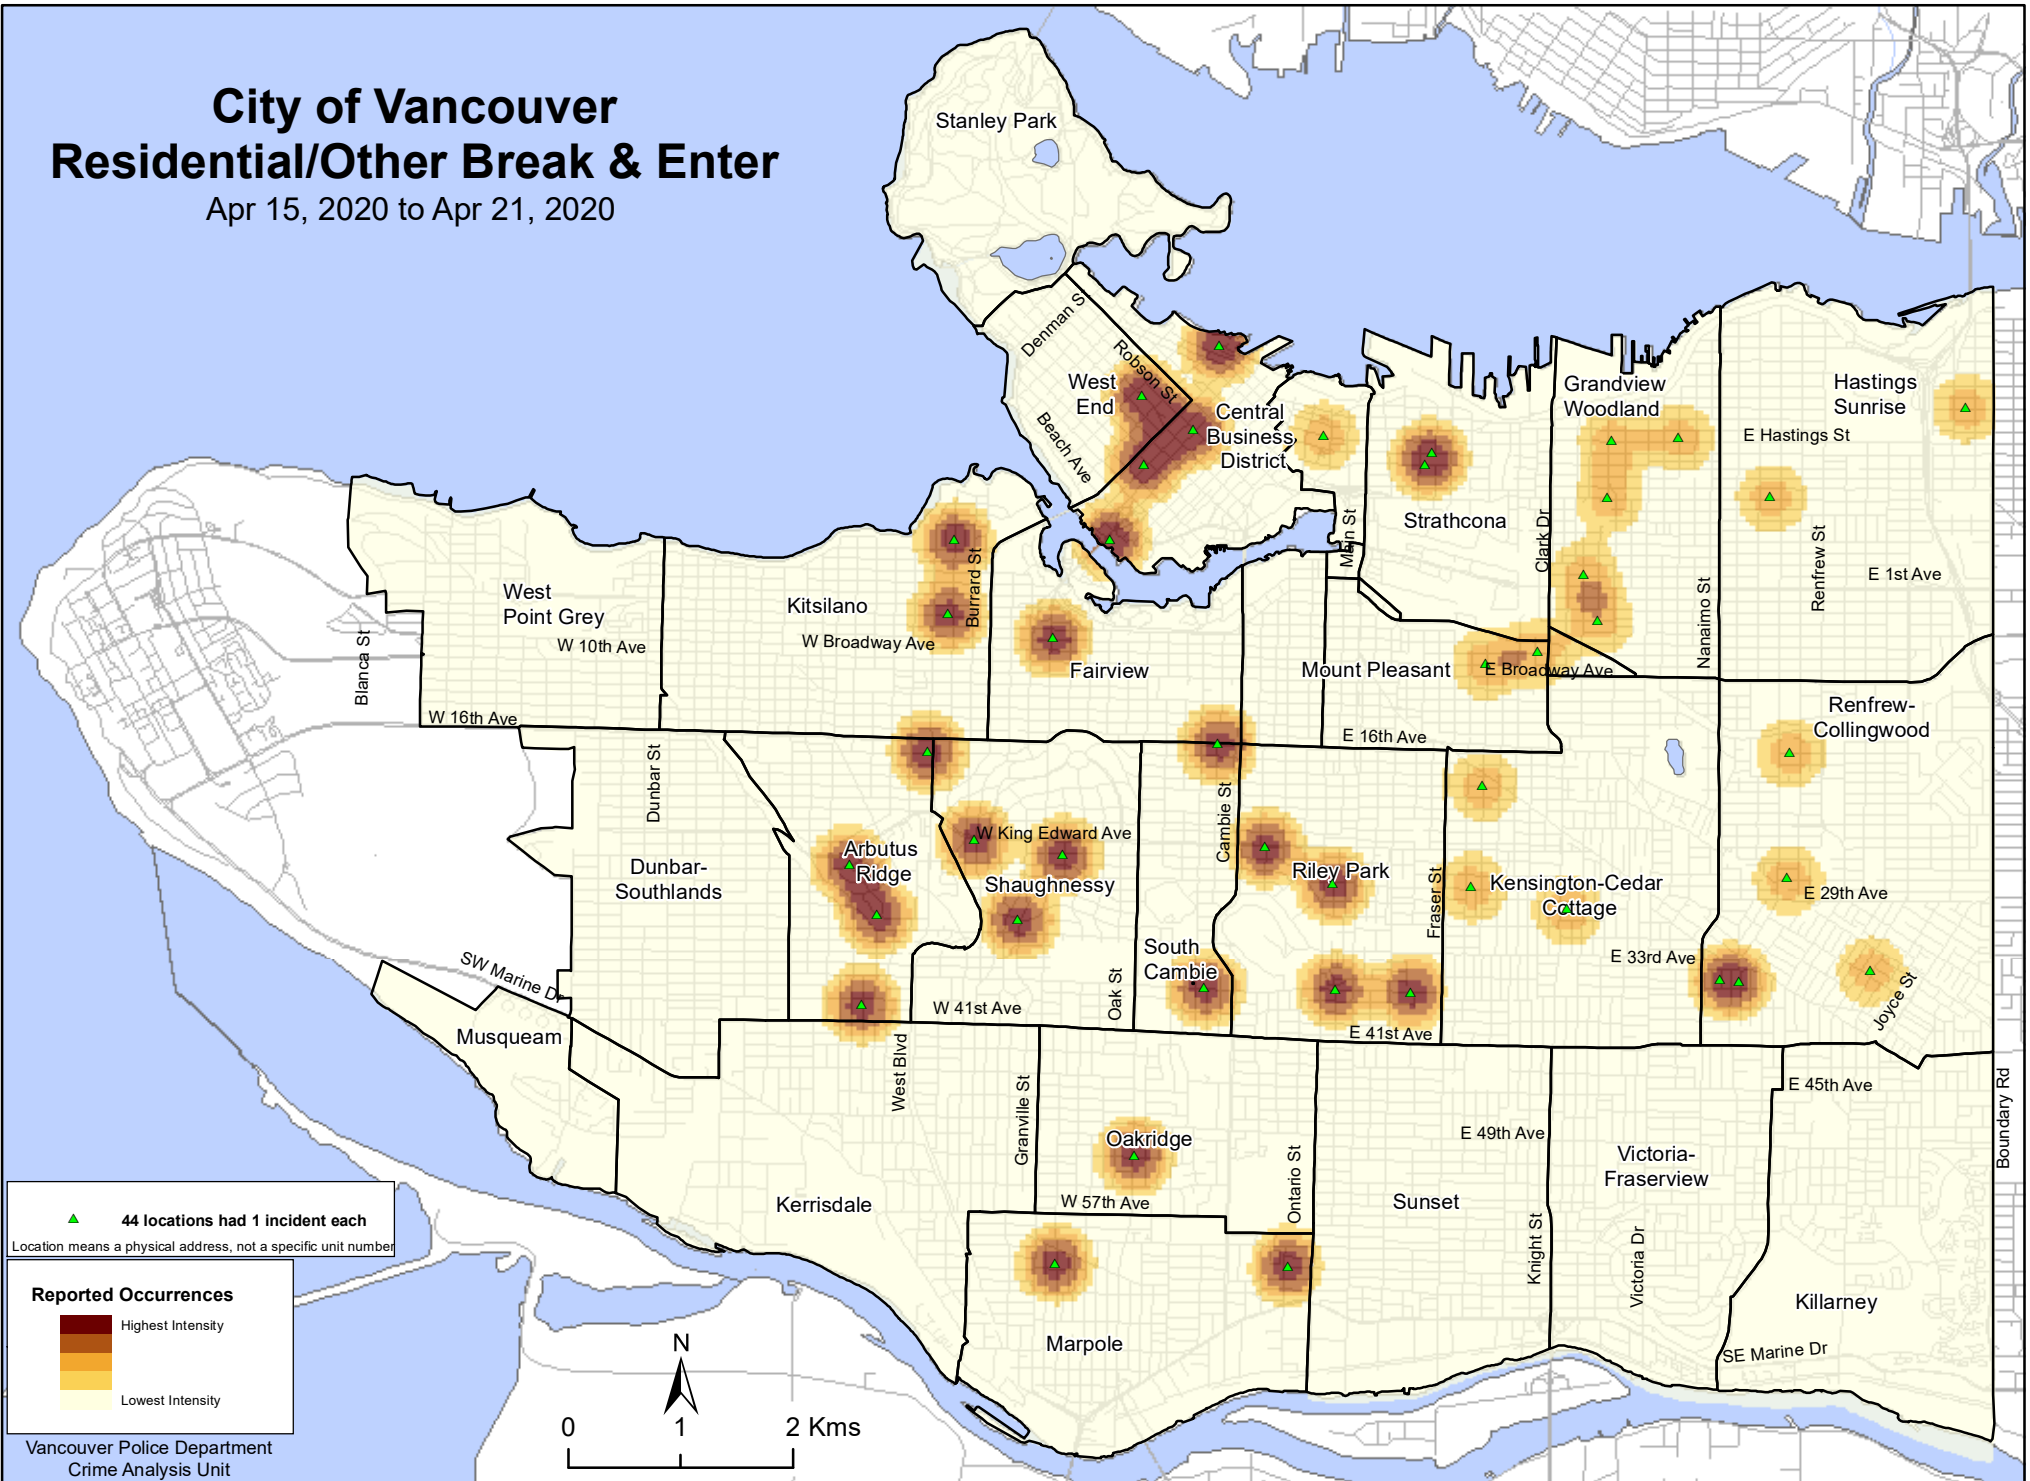 City of Vancouver
Residential/Other Break & Enter
Apr 15, 2020 to Apr 21, 2020
Stanley Park
Denman S
Robson St
West
End
Beach Ave
Central
Business
District
Grandview
Woodland
Hastings
Sunrise
E Hastings St
Strathcona
Main St
Clark Dr
Nanaimo St
Renfrew St
E 1st Ave
West
Point Grey
W 10th Ave
Blanca St
W 16th Ave
Kitsilano
W Broadway Ave
Burrard St
Fairview
Mount Pleasant
E Broadway Ave
E 16th Ave
Renfrew-
Collingwood
Dunbar St
Dunbar-
Southlands
Arbutus
Ridge
W King Edward Ave
Shaughnessy
Cambie St
Riley Park
Fraser St
Kensington-Cedar
Cottage
E 29th Ave
E 33rd Ave
Joyce St
South
Cambie
Oak St
W 41st Ave
E 41st Ave
SW Marine Dr
Musqueam
West Blvd
Granville St
Oakridge
W 57th Ave
Ontario St
E 45th Ave
E 49th Ave
Boundary Rd
Kerrisdale
Sunset
Victoria-
Fraserview
Knight St
Victoria Dr
Killarney
SE Marine Dr
Marpole
44 locations had 1 incident each
Location means a physical address, not a specific unit number
Reported Occurrences
Highest Intensity
Lowest Intensity
Vancouver Police Department
Crime Analysis Unit
N
0 1 2 Kms